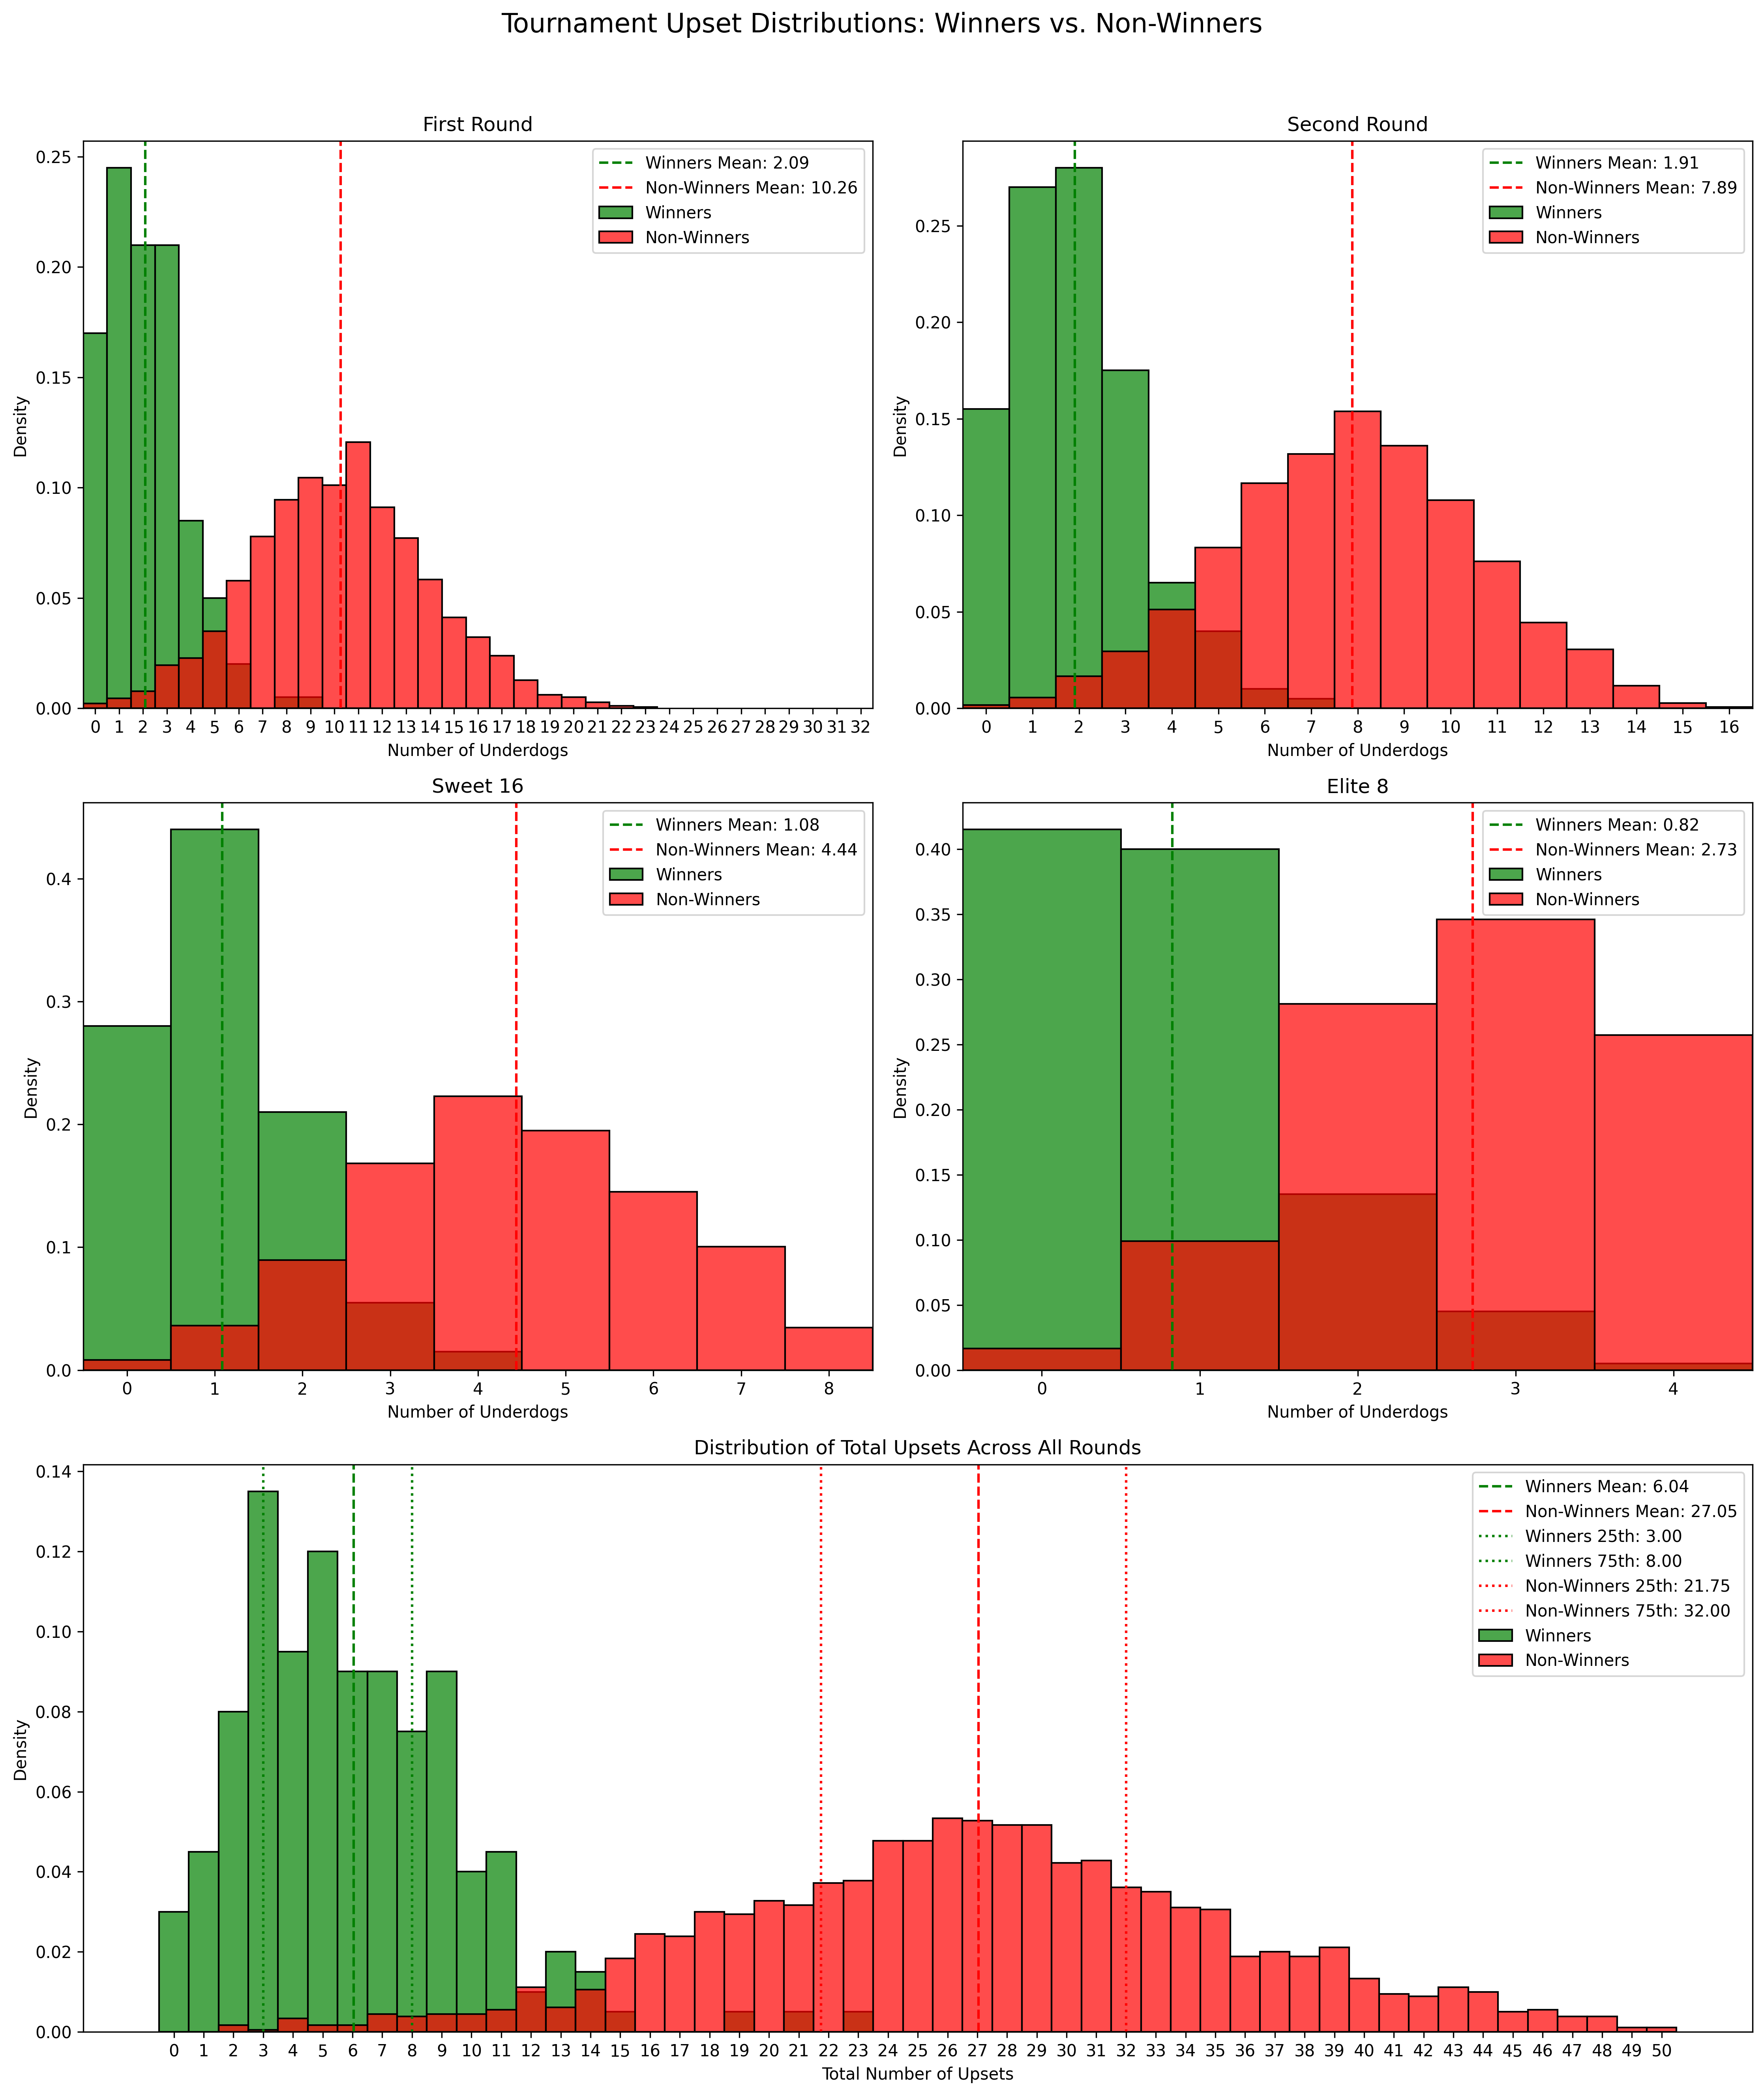 Tournament Upset Distributions: Winners vs. Non-Winners
First Round
Winners Mean: 2.09
Non-Winners Mean: 10.26
Winners
Non-Winners
0.25
0.20
0.15
0.10
0.05
0.00
Density
0 1 2 3 4 5 6 7 8 9 10 11 12 13 14 15 16 17 18 19 20 21 22 23 24 25 26 27 28 29 30 31 32
Number of Underdogs
Second Round
Winners Mean: 1.91
Non-Winners Mean: 7.89
Winners
Non-Winners
0.25
0.20
0.15
0.10
0.05
0.00
Density
0 1 2 3 4 5 6 7 8 9 10 11 12 13 14 15 16
Number of Underdogs
Sweet 16
Winners Mean: 1.08
Non-Winners Mean: 4.44
Winners
Non-Winners
0.4
0.3
0.2
0.1
0.0
Density
0 1 2 3 4 5 6 7 8
Number of Underdogs
Elite 8
Winners Mean: 0.82
Non-Winners Mean: 2.73
Winners
Non-Winners
0.40
0.35
0.30
0.25
0.20
0.15
0.10
0.05
0.00
Density
0 1 2 3 4
Number of Underdogs
Distribution of Total Upsets Across All Rounds
Winners Mean: 6.04
Non-Winners Mean: 27.05
Winners 25th: 3.00
Winners 75th: 8.00
Non-Winners 25th: 21.75
Non-Winners 75th: 32.00
Winners
Non-Winners
0.14
0.12
0.10
0.08
0.06
0.04
0.02
0.00
Density
0 1 2 3 4 5 6 7 8 9 10 11 12 13 14 15 16 17 18 19 20 21 22 23 24 25 26 27 28 29 30 31 32 33 34 35 36 37 38 39 40 41 42 43 44 45 46 47 48 49 50
Total Number of Upsets